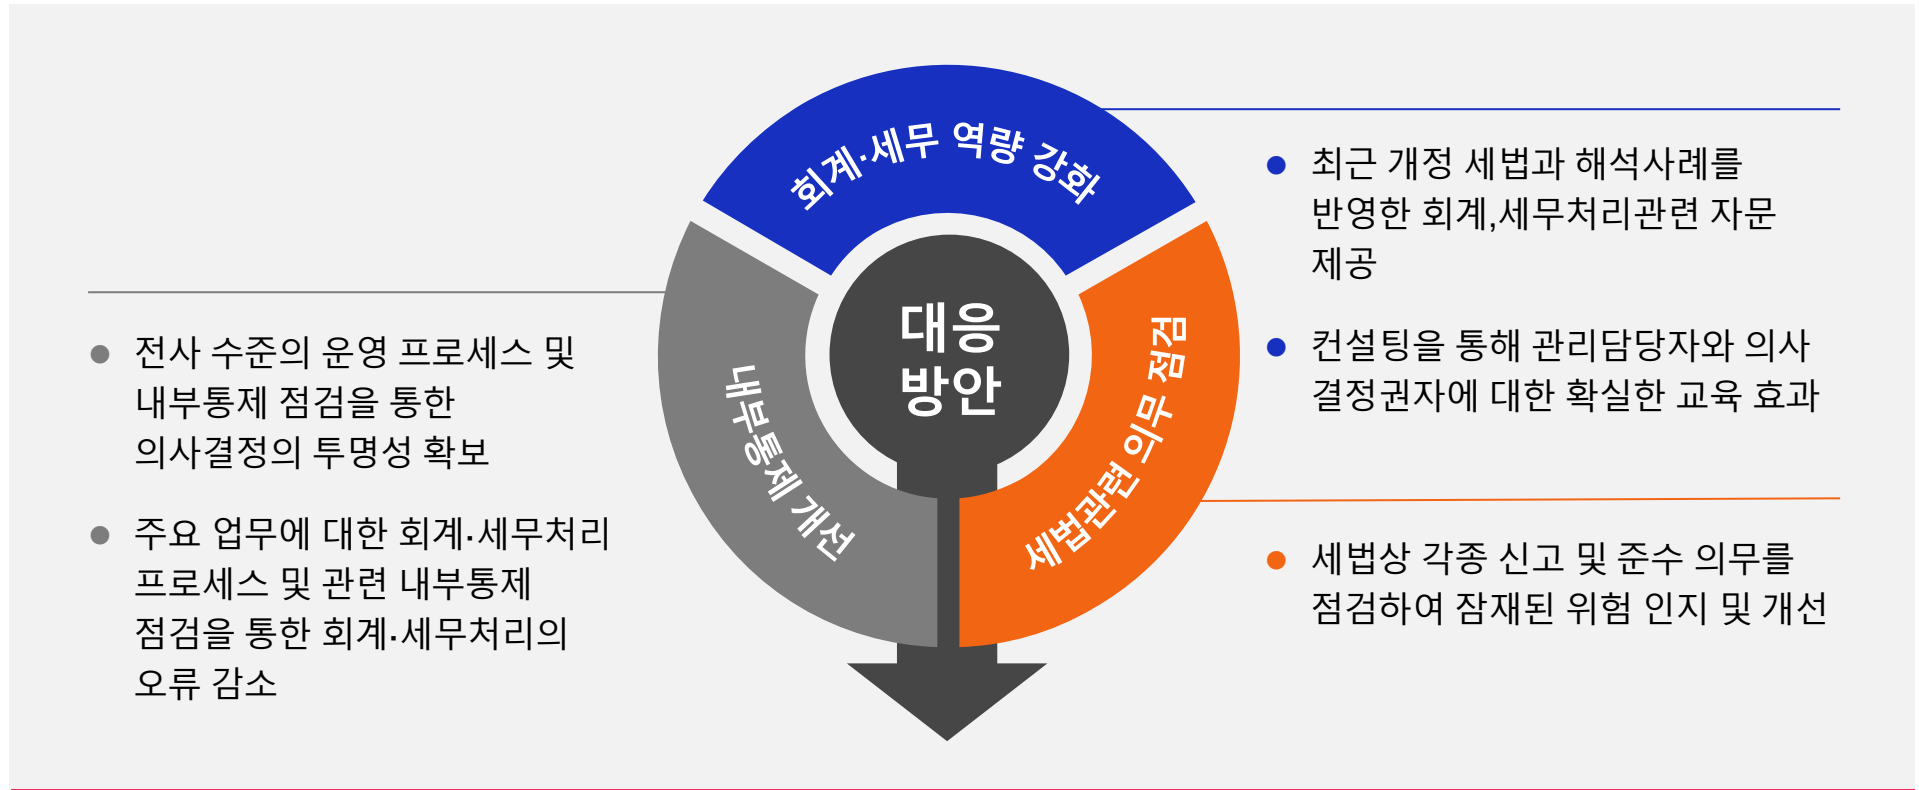 회계·세무 역량 강화
대응
방안
내부통제 개선
세법관련 의무 점검
전사 수준의 운영 프로세스 및
내부통제 점검을 통한
의사결정의 투명성 확보
주요 업무에 대한 회계·세무처리
프로세스 및 관련 내부통제
점검을 통한 회계·세무처리의
오류 감소
최근 개정 세법과 해석사례를
반영한 회계,세무처리관련 자문
제공
컨설팅을 통해 관리담당자와 의사
결정권자에 대한 확실한 교육 효과
세법상 각종 신고 및 준수 의무를
점검하여 잠재된 위험 인지 및 개선